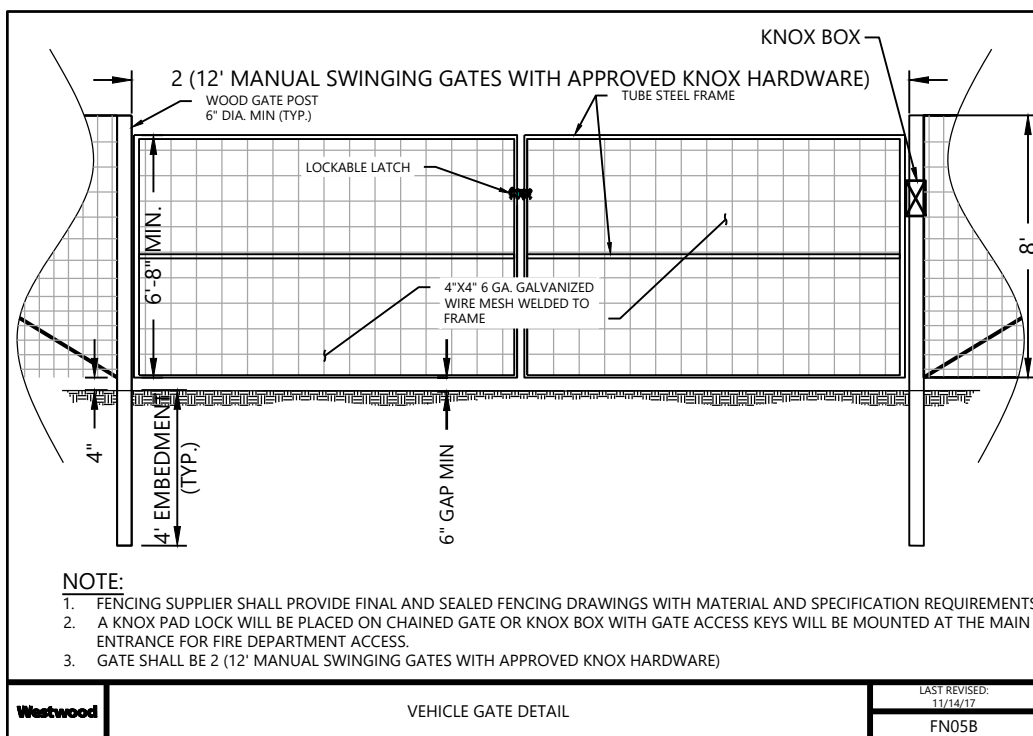 KNOX BOX
2 (12' MANUAL SWINGING GATES WITH APPROVED KNOX HARDWARE)
WOOD GATE POST
6" DIA. MIN (TYP.)
TUBE STEEL FRAME
LOCKABLE LATCH
6'-8" MIN.
8'
4"X4" 6 GA. GALVANIZED
WIRE MESH WELDED TO
FRAME
4"
4' EMBEDMENT
(TYP.)
6" GAP MIN
NOTE:
1. FENCING SUPPLIER SHALL PROVIDE FINAL AND SEALED FENCING DRAWINGS WITH MATERIAL AND SPECIFICATION REQUIREMENTS
2. A KNOX PAD LOCK WILL BE PLACED ON CHAINED GATE OR KNOX BOX WITH GATE ACCESS KEYS WILL BE MOUNTED AT THE MAIN
ENTRANCE FOR FIRE DEPARTMENT ACCESS.
3. GATE SHALL BE 2 (12' MANUAL SWINGING GATES WITH APPROVED KNOX HARDWARE)
Westwood
VEHICLE GATE DETAIL
LAST REVISED:
11/14/17
FN05B